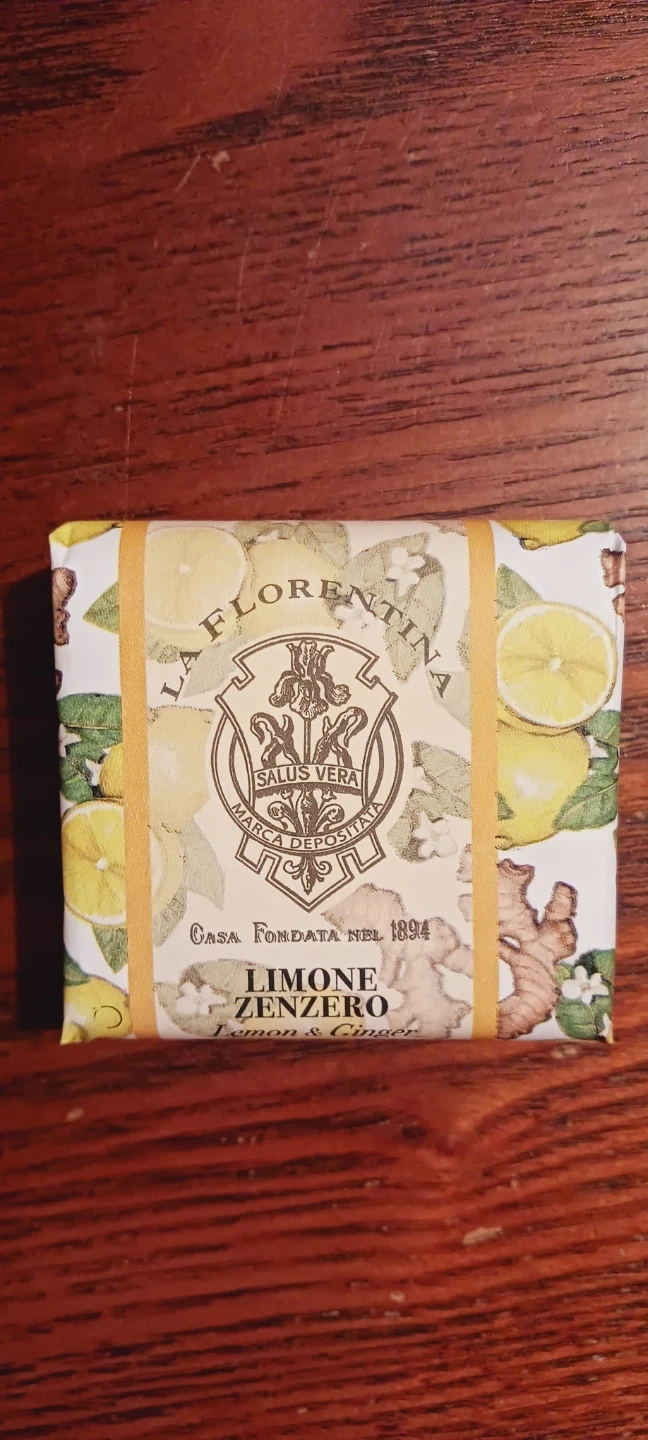 LA FLORENTINA
SALUS VERA
MARCA DEPOSITATA
CASA FONDATA NEL 1894
LIMONE
ZENZERO
Lemon & Ginger